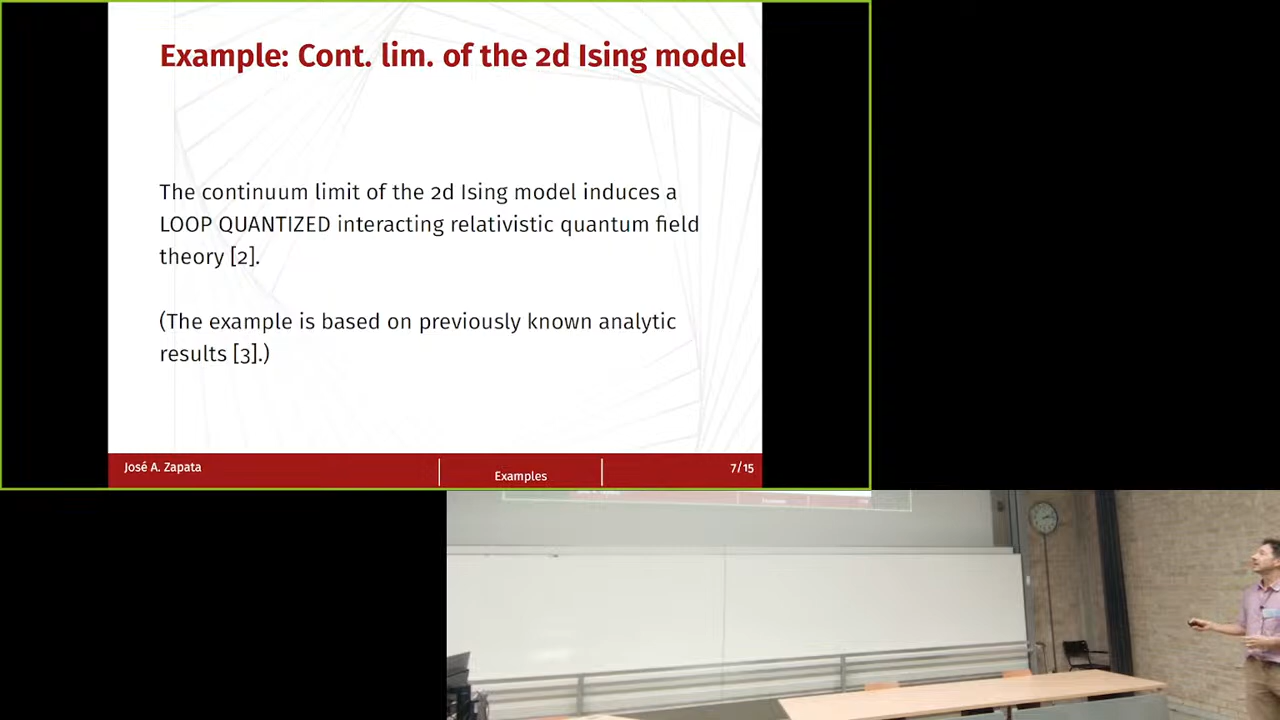 Example: Cont. lim. of the 2d Ising model
The continuum limit of the 2d Ising model induces a
LOOP QUANTIZED interacting relativistic quantum field
theory [2].
(The example is based on previously known analytic
results [3].)
José A. Zapata
Examples
7/15